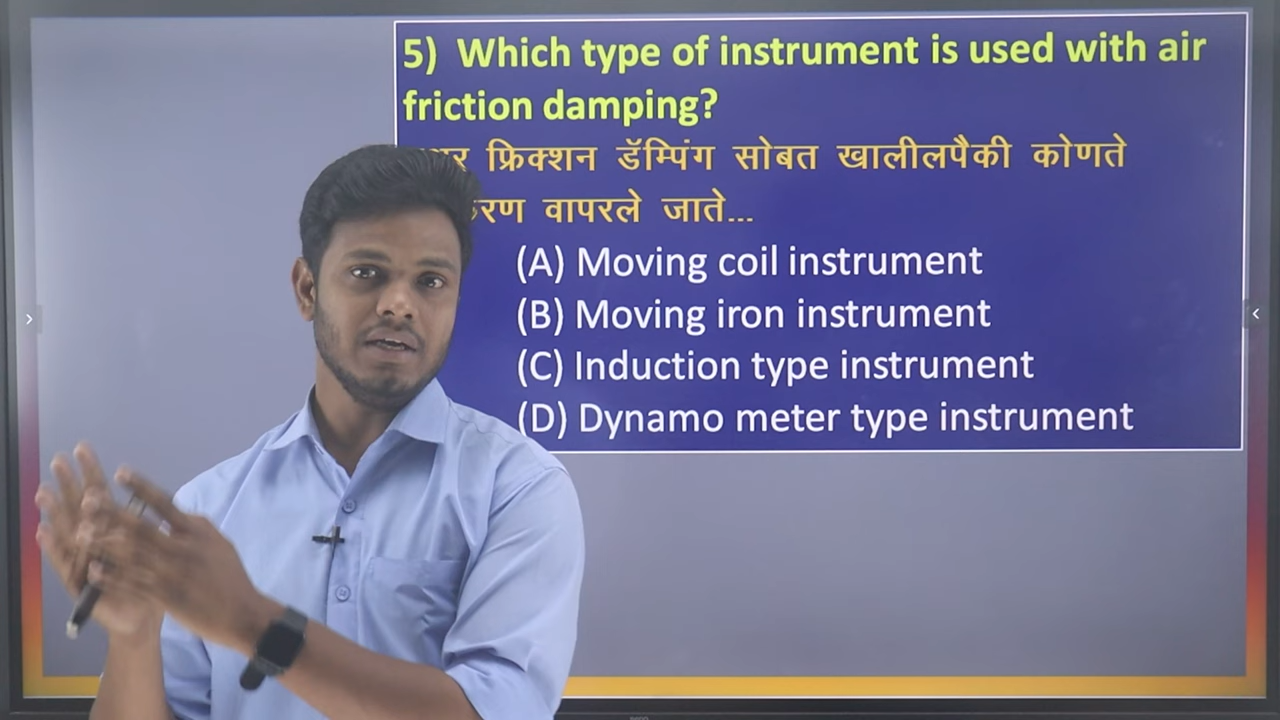 5) Which type of instrument is used with air
friction damping?
फ्रिक्शन डॅम्पिंग सोबत खालीलपैकी कोणते
वापरले जाते...
(A) Moving coil instrument
(B) Moving iron instrument
(C) Induction type instrument
(D) Dynamo meter type instrument